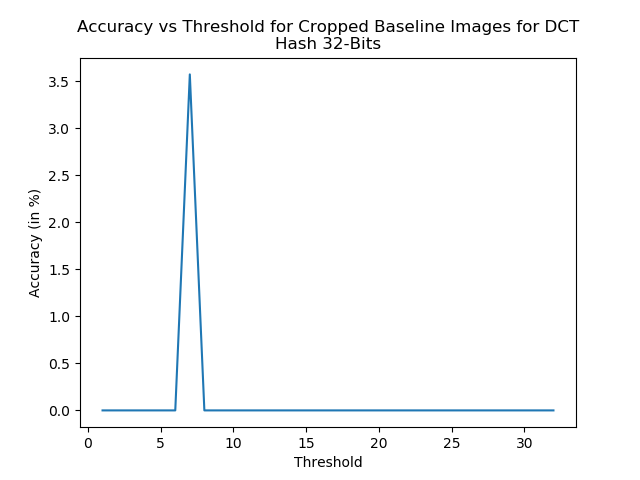 Accuracy vs Threshold for Cropped Baseline Images for DCT
Hash 32-Bits
3.5
3.0
2.5
2.0
1.5
1.0
0.5
0.0
Accuracy (in %)
0 5 10 15 20 25 30
Threshold